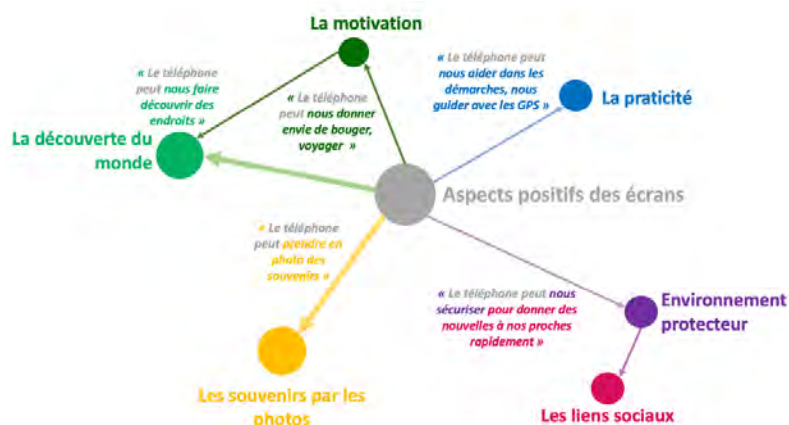 La motivation
« Le téléphone
peut nous faire
découvrir des
endroits »
« Le téléphone
peut nous donner
envie de bouger,
voyager »
« Le téléphone peut
nous aider dans les
démarches, nous
guider avec les GPS »
La praticité
La découverte du
monde
Aspects positifs des écrans
« Le téléphone
peut prendre en
photo des
souvenirs »
« Le téléphone peut nous
sécuriser pour donner des
nouvelles à nos proches
rapidement »
Environnement
protecteur
Les souvenirs par les
photos
Les liens sociaux